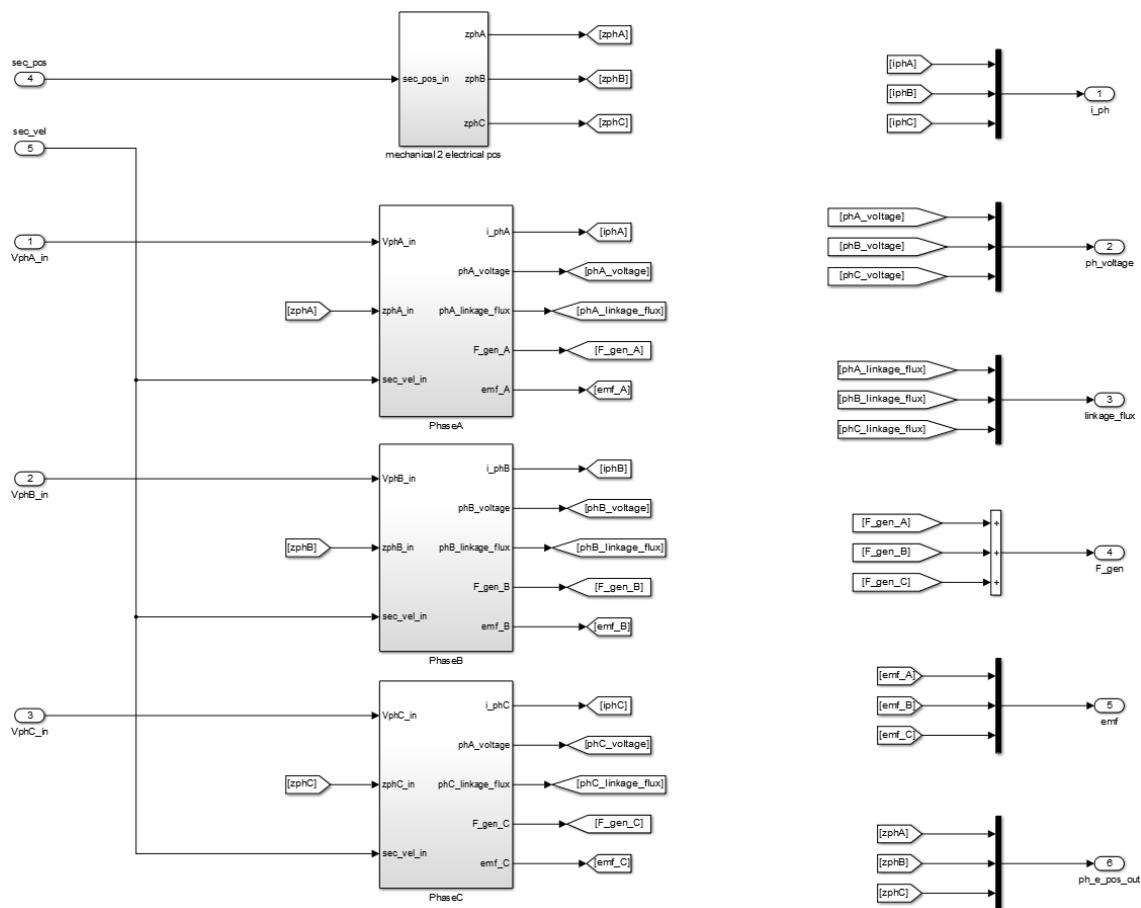 sec_pos
4
sec_pos_in
zphA
zphB
zphC
[zphA]
[zphB]
[zphC]
mechanical 2 electrical pos
sec_vel
5
1
VphA_in
[zphA]
VphA_in
zphA_in
sec_vel_in
i_phA
phA_voltage
phA_linkage_flux
F_gen_A
emf_A
[iphA]
[phA_voltage]
[phA_linkage_flux]
[F_gen_A]
[emf_A]
PhaseA
2
VphB_in
[zphB]
VphB_in
zphB_in
sec_vel_in
i_phB
phB_voltage
phB_linkage_flux
F_gen_B
emf_B
[iphB]
[phB_voltage]
[phB_linkage_flux]
[F_gen_B]
[emf_B]
PhaseB
3
VphC_in
[zphC]
VphC_in
zphC_in
sec_vel_in
i_phC
phA_voltage
phC_linkage_flux
F_gen_C
emf_C
[iphC]
[phC_voltage]
[phC_linkage_flux]
[F_gen_C]
[emf_C]
PhaseC
[iphA]
[iphB]
[iphC]
1
i_ph
[phA_voltage]
[phB_voltage]
[phC_voltage]
2
ph_voltage
[phA_linkage_flux]
[phB_linkage_flux]
[phC_linkage_flux]
3
linkage_flux
[F_gen_A]
[F_gen_B]
[F_gen_C]
+
+
+
4
F_gen
[emf_A]
[emf_B]
[emf_C]
5
emf
[zphA]
[zphB]
[zphC]
6
ph_e_pos_out